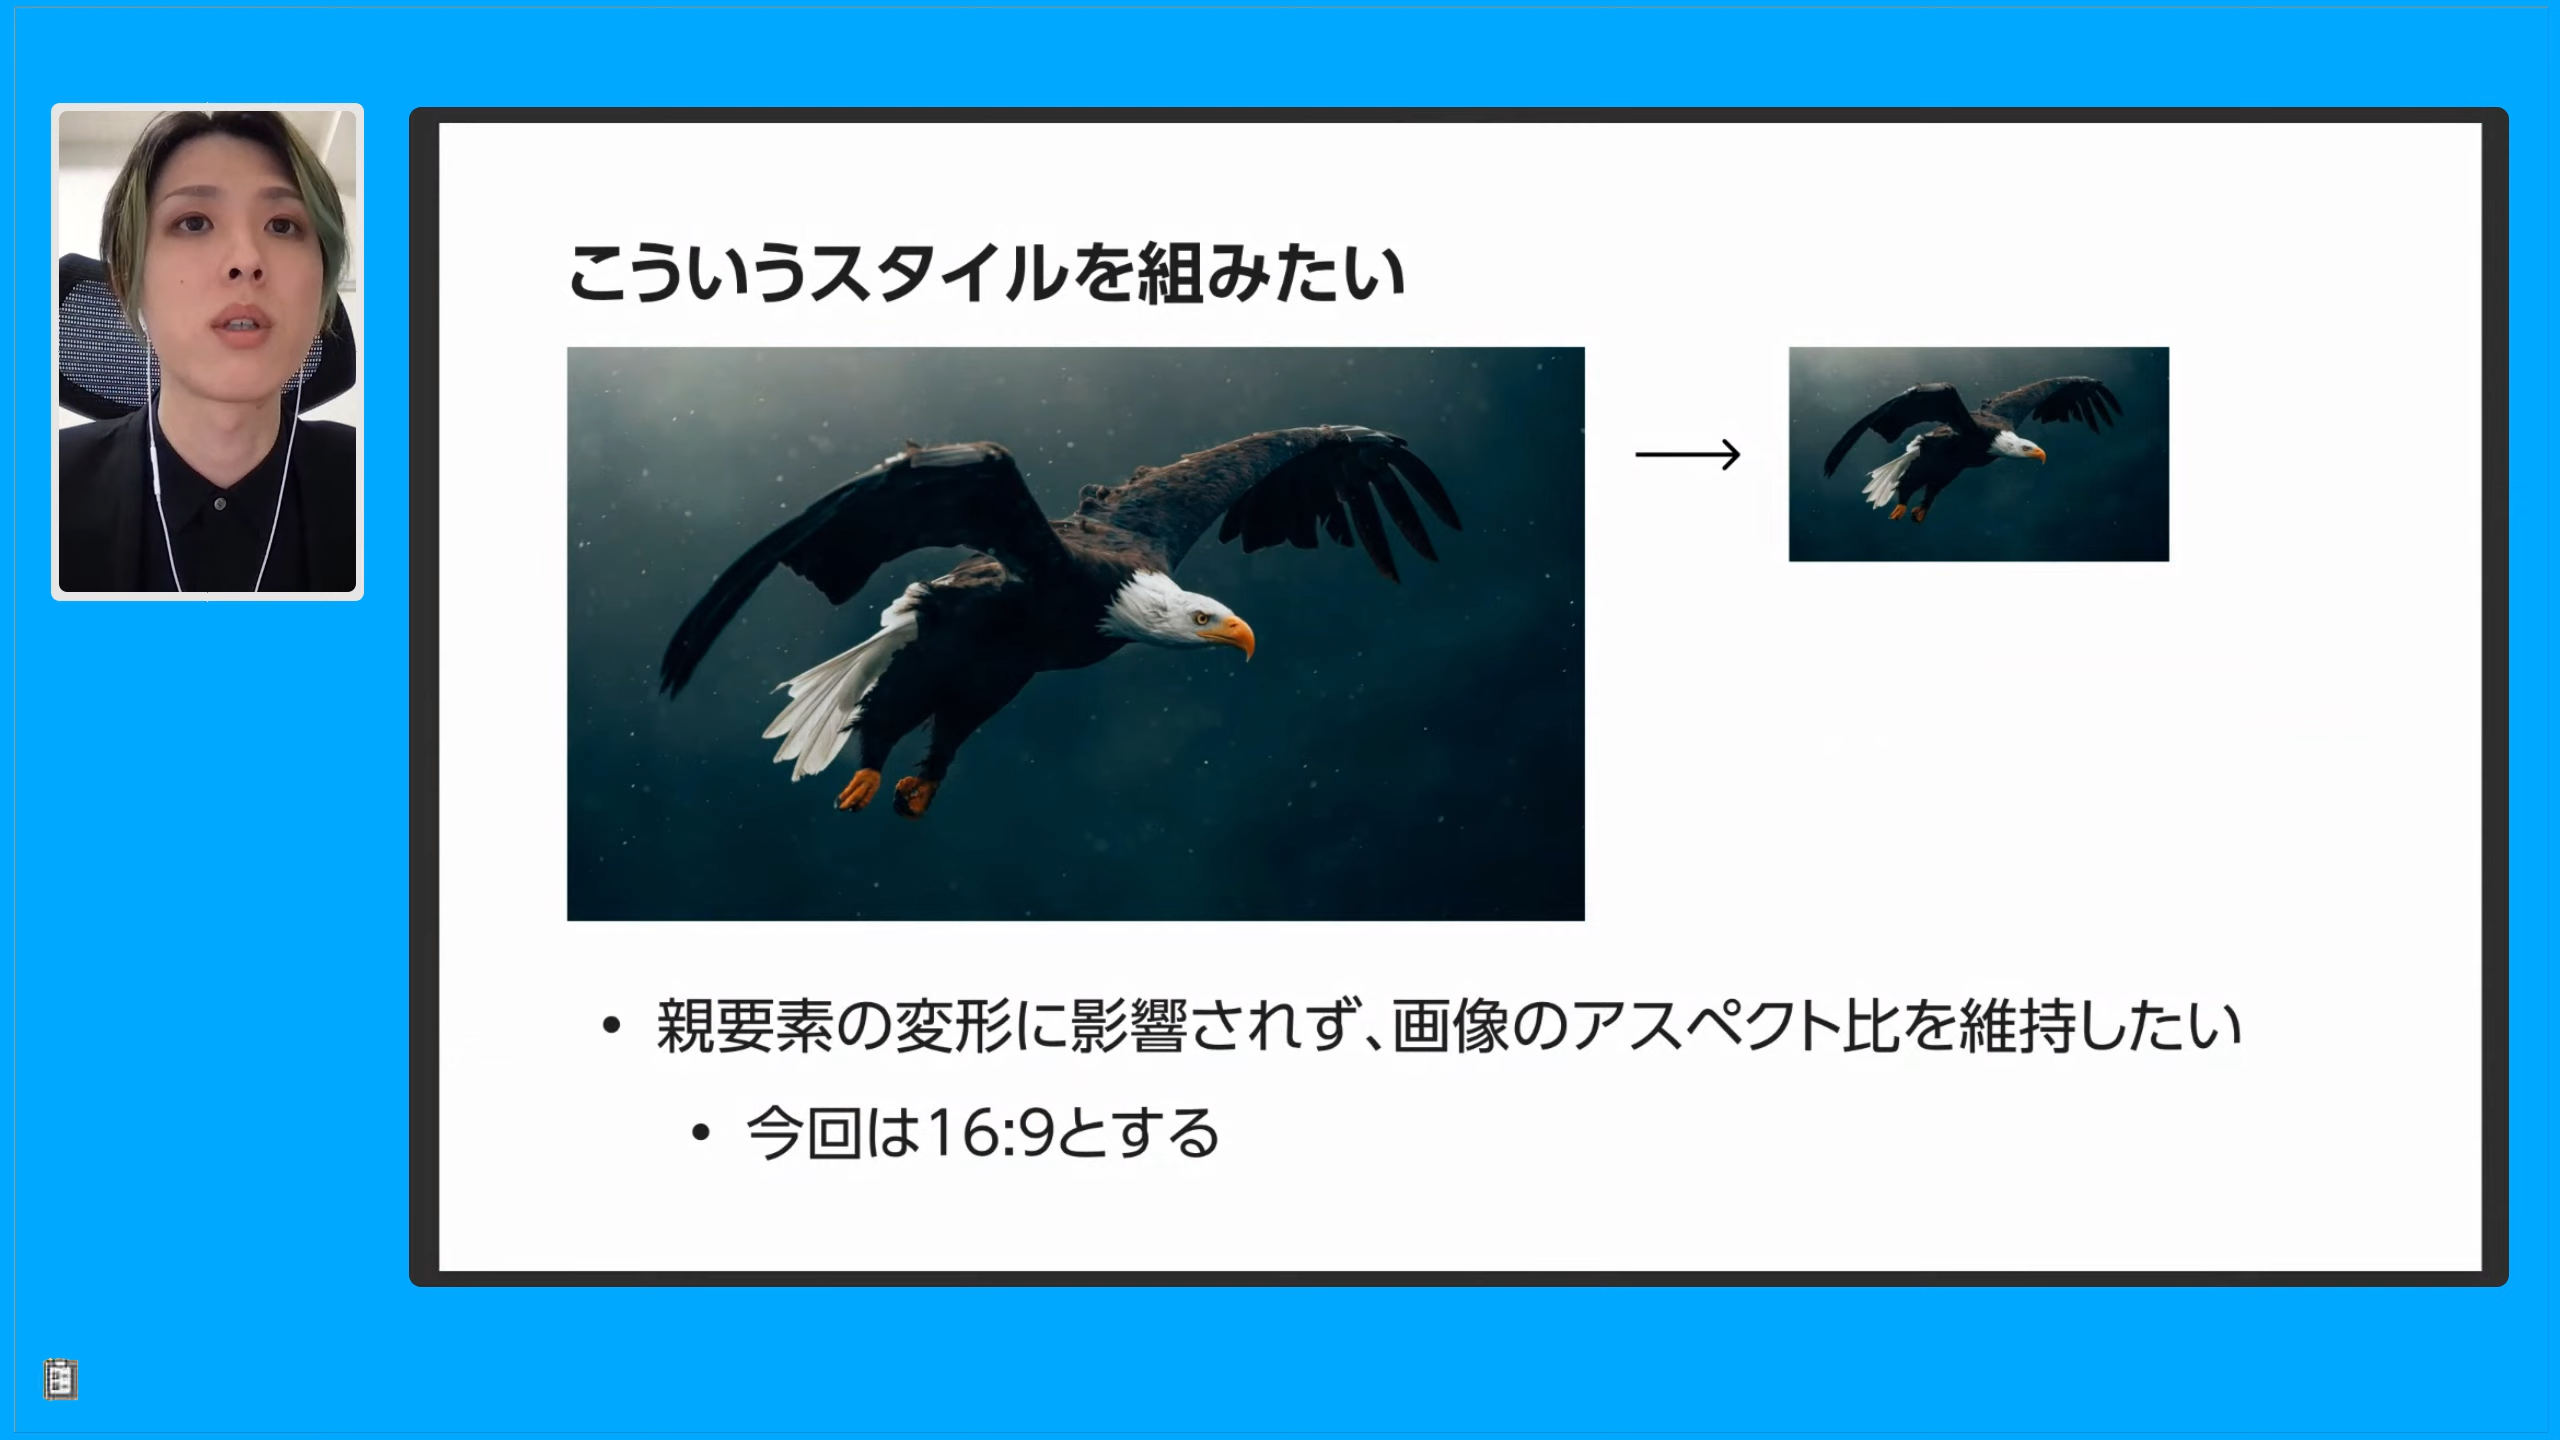 こういうスタイルを組みたい
• 親要素の変形に影響されず、画像のアスペクト比を維持したい
• 今回は16:9とする